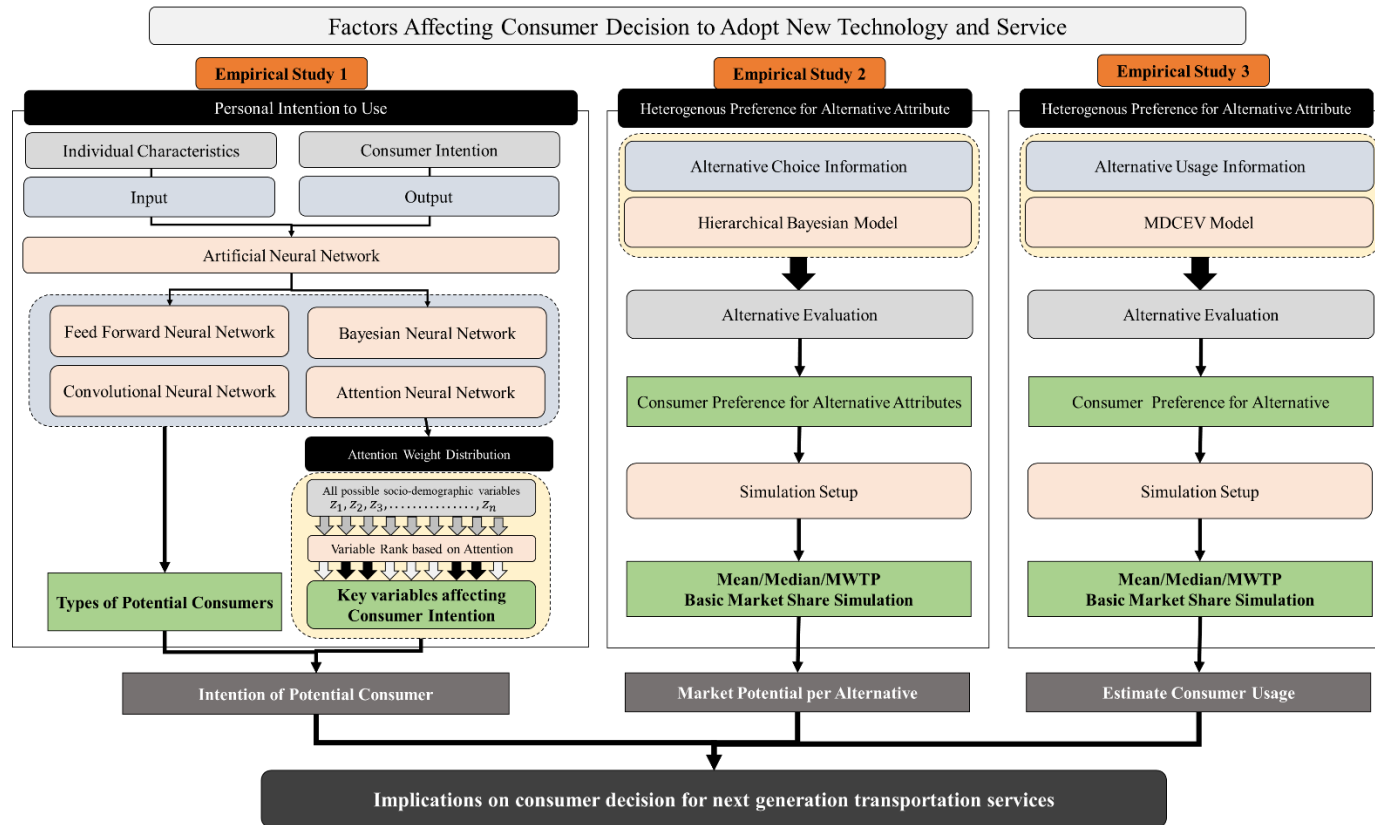 Factors Affecting Consumer Decision to Adopt New Technology and Service
Empirical Study 1
Personal Intention to Use
Individual Characteristics
Consumer Intention
Input
Output
Artificial Neural Network
Feed Forward Neural Network
Bayesian Neural Network
Convolutional Neural Network
Attention Neural Network
Attention Weight Distribution
All possible socio-demographic variables
z₁, z₂, z₃, . . . . . . . . . . . . . . ., zₙ
Variable Rank based on Attention
Types of Potential Consumers
Key variables affecting
Consumer Intention
Intention of Potential Consumer
Empirical Study 2
Heterogenous Preference for Alternative Attribute
Alternative Choice Information
Hierarchical Bayesian Model
Alternative Evaluation
Consumer Preference for Alternative Attributes
Simulation Setup
Mean/Median/MWTP
Basic Market Share Simulation
Market Potential per Alternative
Empirical Study 3
Heterogenous Preference for Alternative Attribute
Alternative Usage Information
MDCEV Model
Alternative Evaluation
Consumer Preference for Alternative
Simulation Setup
Mean/Median/MWTP
Basic Market Share Simulation
Estimate Consumer Usage
Implications on consumer decision for next generation transportation services